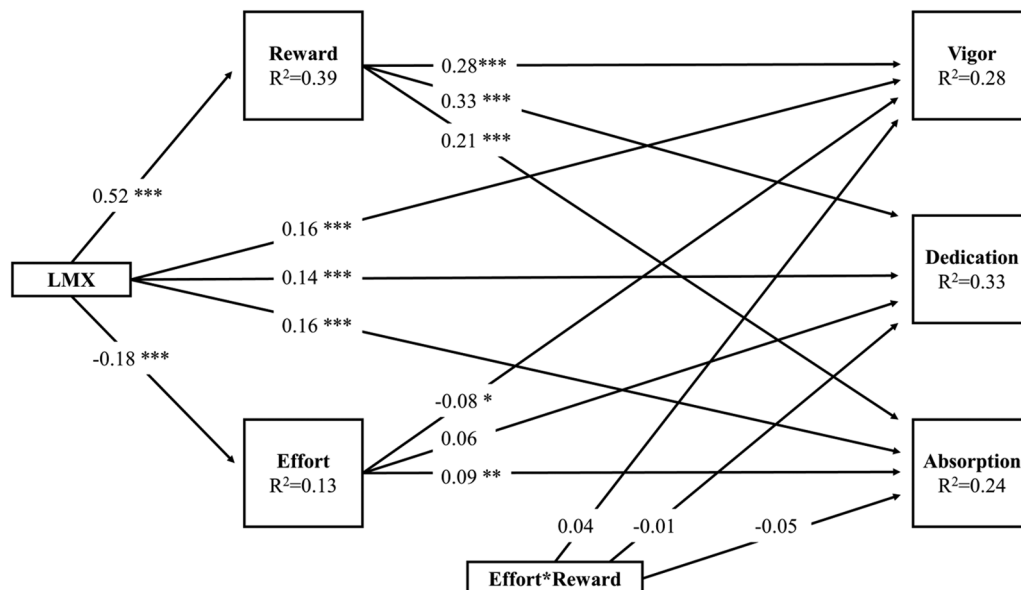 Reward
R²=0.39
Vigor
R²=0.28
0.28***
0.33 ***
0.21 ***
0.52 ***
0.16 ***
LMX
0.14 ***
Dedication
R²=0.33
0.16 ***
-0.18 ***
-0.08 *
0.06
Effort
R²=0.13
0.09 **
Absorption
R²=0.24
0.04
-0.01
-0.05
Effort*Reward